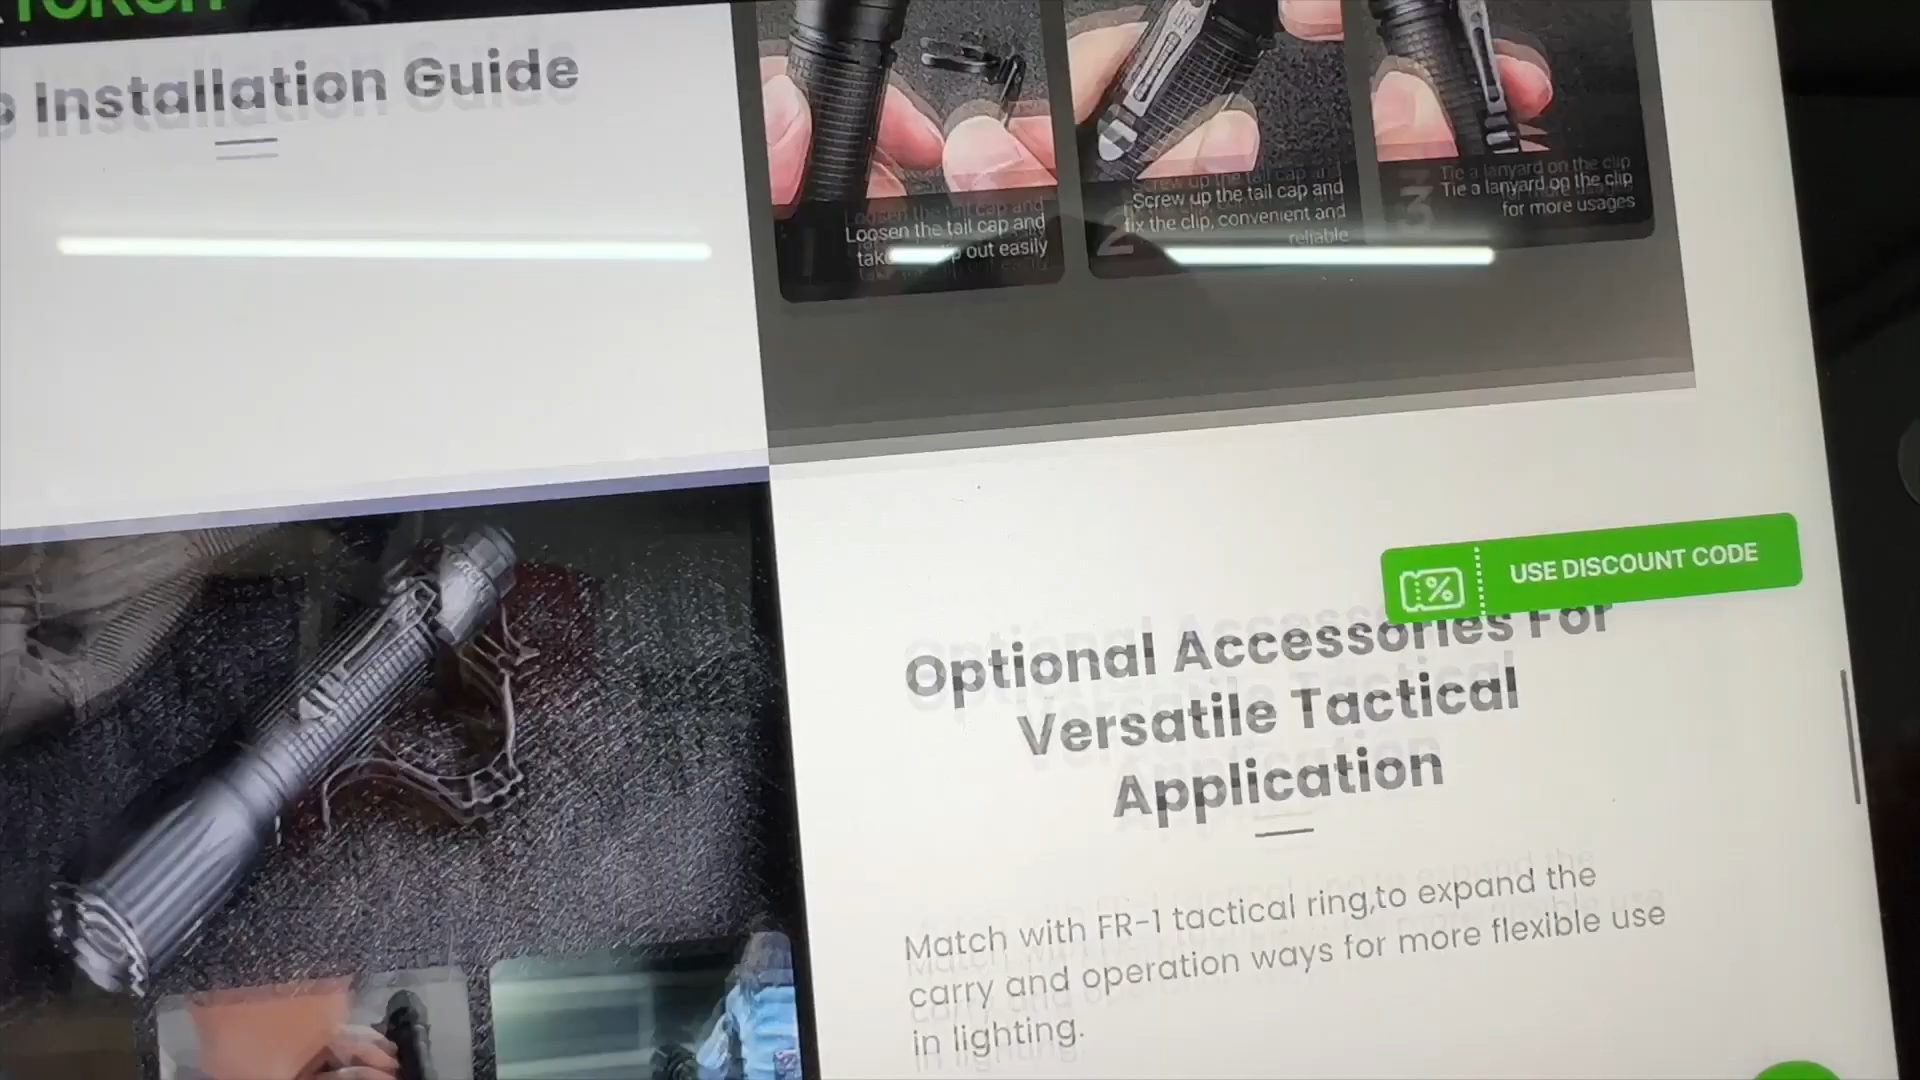 Installation Guide
Loosen the tail cap and
out easily
2
Screw up the tail cap and
fix the clip, convenient and
reliable
3
Tie a lanyard on the clip
for more usages
USE DISCOUNT CODE
Optional Accessories For
Versatile Tactical
Application
Match with FR-1 tactical ring,to expand the
carry and operation ways for more flexible use
in lighting.